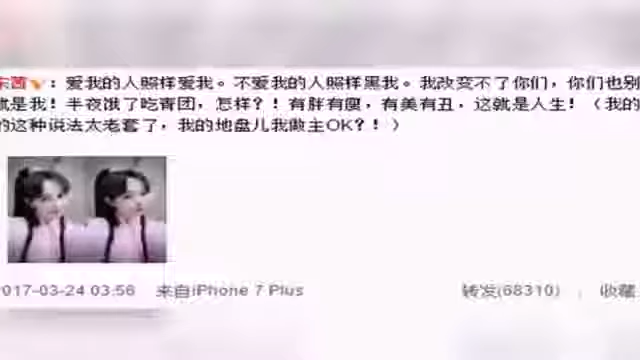 茜：爱我的人照样爱我。不爱我的人照样黑我。我改变不了你们，你们也别
就是我！半夜饿了吃青团，怎样？！有胖有瘦，有美有丑，这就是人生！（我的
的这种说法太老套了，我的地盘儿我做主OK？！）
017-03-24 03:56 来自iPhone 7 Plus 转发(68310) 收藏